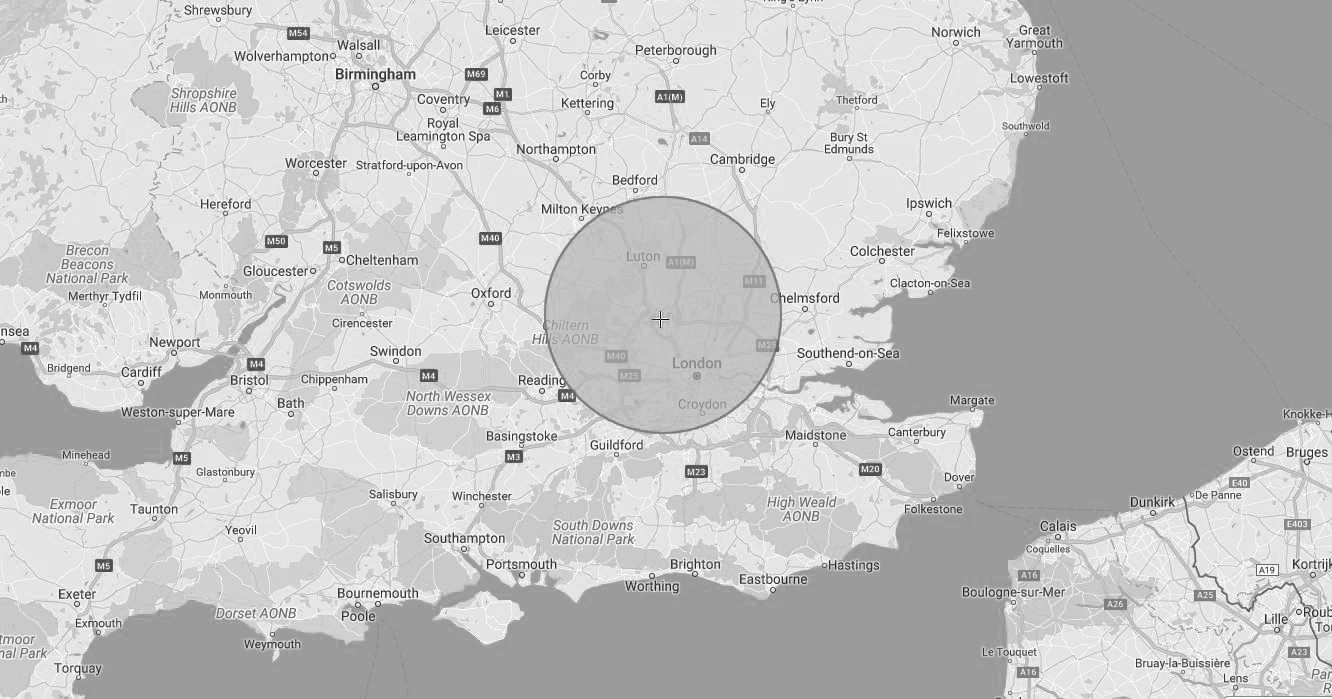 Shrewsbury
Leicester
Norwich
Great
Yarmouth
M54
Walsall
Wolverhampton
Peterborough
Birmingham
M69
Corby
Lowestoft
Shropshire
Hills AONB
Coventry
M1
M6
Kettering
A1(M)
Ely
Thetford
Royal
Leamington Spa
A14
Southwold
Bury St
Edmunds
Northampton
Cambridge
Worcester
Stratford-upon-Avon
Bedford
Hereford
Milton Keynes
Ipswich
M50
M5
M40
Felixstowe
Brecon
Beacons
National Park
Cheltenham
Gloucester
Luton
A1(M)
Colchester
Merthyr Tydfil
Monmouth
Cotswolds
AONB
Oxford
M11
Clacton-on-Sea
Chelmsford
Cirencester
Chiltern
Hills AONB
nsea
M4
Newport
Swindon
M40
M25
London
Southend-on-Sea
Bridgend
Cardiff
M4
Bristol
Chippenham
M4
Reading
M4
M25
North Wessex
Downs AONB
Bath
Croydon
Margate
Weston-super-Mare
Knokke-H
Basingstoke
Guildford
Maidstone
Canterbury
Minehead
M5
M3
M23
M20
Ostend
Bruges
Glastonbury
Dover
E40
De Panne
Exmoor
National Park
Salisbury
Winchester
High Weald
AONB
Folkestone
Dunkirk
Taunton
Yeovil
Southampton
South Downs
National Park
Calais
Coquelles
E403
M5
Portsmouth
Brighton
Hastings
Worthing
Eastbourne
A16
A19
Kortrijk
Exeter
Bournemouth
Poole
Boulogne-sur-Mer
A26
A25
Exmouth
Dorset AONB
Weymouth
Lille
Roub
A23
Torquay
Le Touquet
A16
Bruay-la-Buissière
Lens